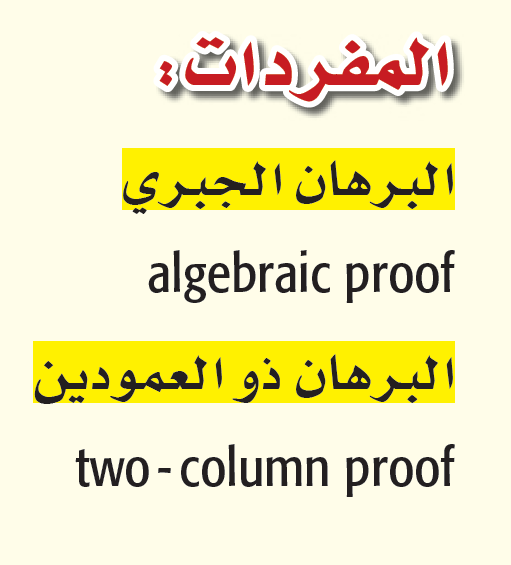 المفردات:
البرهان الجبري
algebraic proof
البرهان ذو العمودين
two-column proof